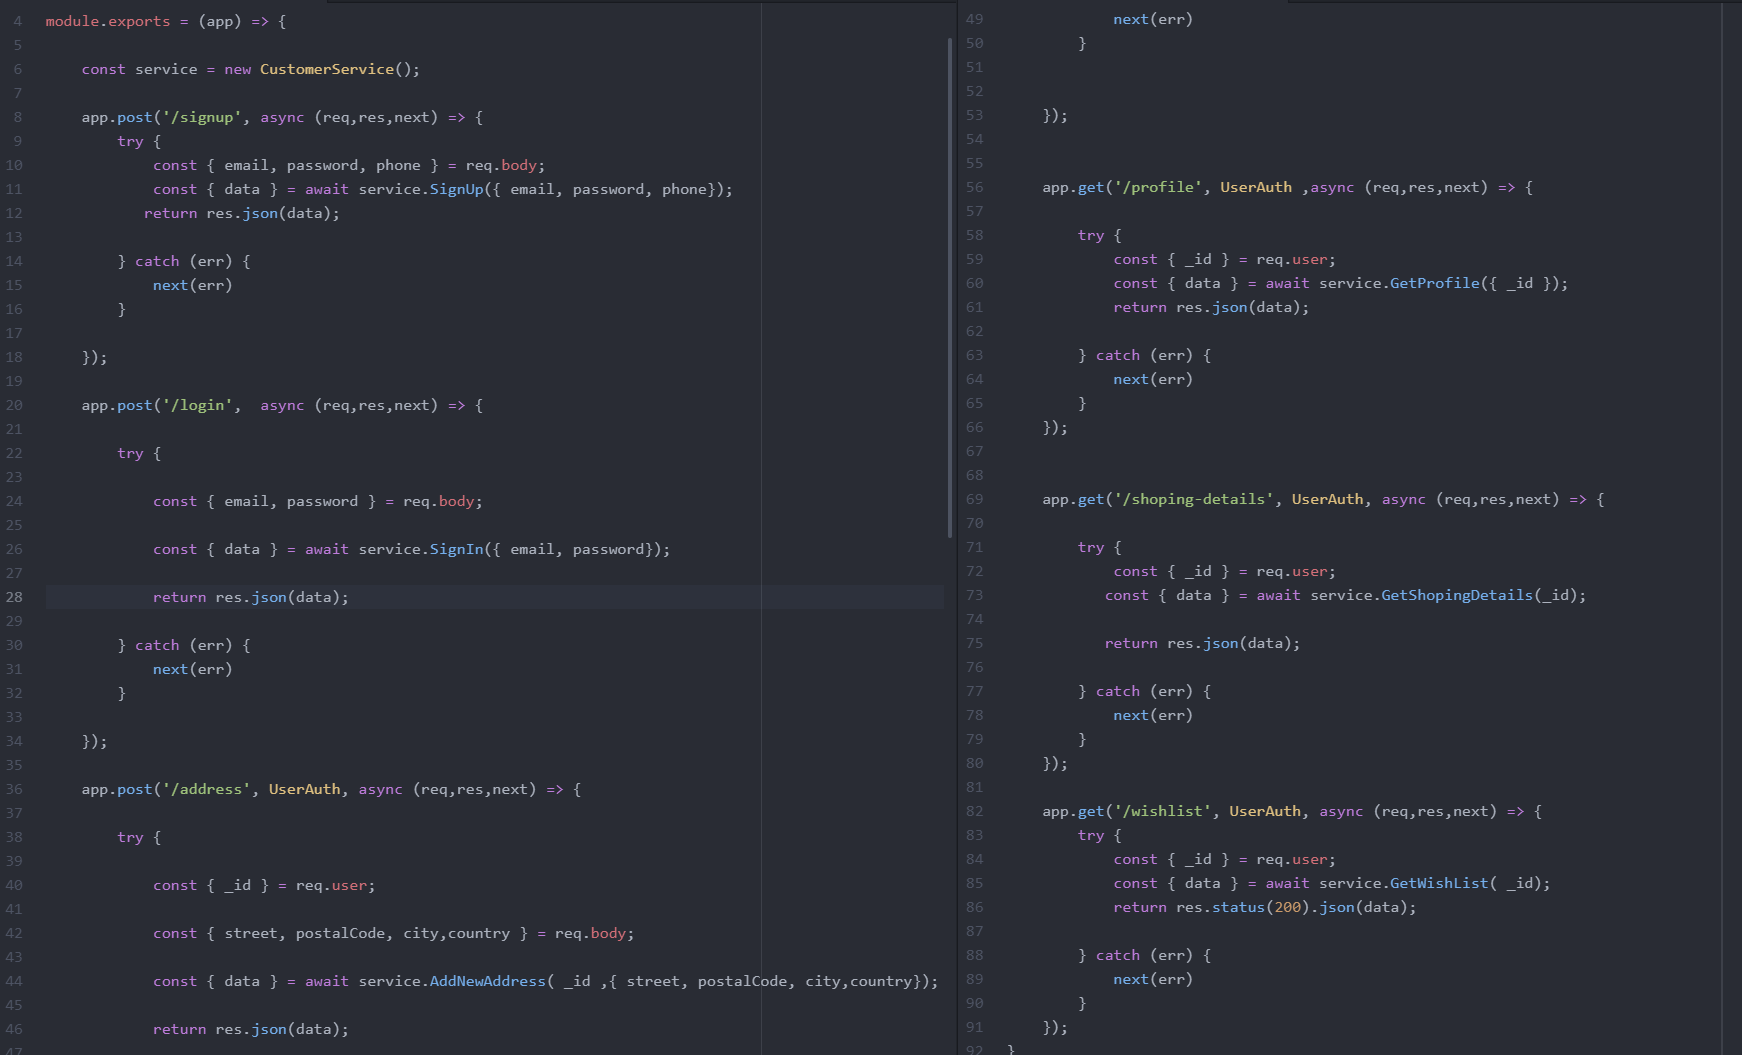 4 module.exports = (app) => {
5
6 const service = new CustomerService();
7
8 app.post('/signup', async (req,res,next) => {
9 try {
10 const { email, password, phone } = req.body;
11 const { data } = await service.SignUp({ email, password, phone});
12 return res.json(data);
13
14 } catch (err) {
15 next(err)
16 }
17
18 });
19
20 app.post('/login',  async (req,res,next) => {
21
22 try {
23
24 const { email, password } = req.body;
25
26 const { data } = await service.SignIn({ email, password});
27
28 return res.json(data);
29
30 } catch (err) {
31 next(err)
32 }
33
34 });
35
36 app.post('/address', UserAuth, async (req,res,next) => {
37
38 try {
39
40 const { _id } = req.user;
41
42 const { street, postalCode, city,country } = req.body;
43
44 const { data } = await service.AddNewAddress( _id ,{ street, postalCode, city,country});
45
46 return res.json(data);
47
49 next(err)
50 }
51
52
53 });
54
55
56 app.get('/profile', UserAuth ,async (req,res,next) => {
57
58 try {
59 const { _id } = req.user;
60 const { data } = await service.GetProfile({ _id });
61 return res.json(data);
62
63 } catch (err) {
64 next(err)
65 }
66 });
67
68
69 app.get('/shoping-details', UserAuth, async (req,res,next) => {
70
71 try {
72 const { _id } = req.user;
73 const { data } = await service.GetShopingDetails(_id);
74
75 return res.json(data);
76
77 } catch (err) {
78 next(err)
79 }
80 });
81
82 app.get('/wishlist', UserAuth, async (req,res,next) => {
83 try {
84 const { _id } = req.user;
85 const { data } = await service.GetWishList( _id);
86 return res.status(200).json(data);
87
88 } catch (err) {
89 next(err)
90 }
91 });
92 }